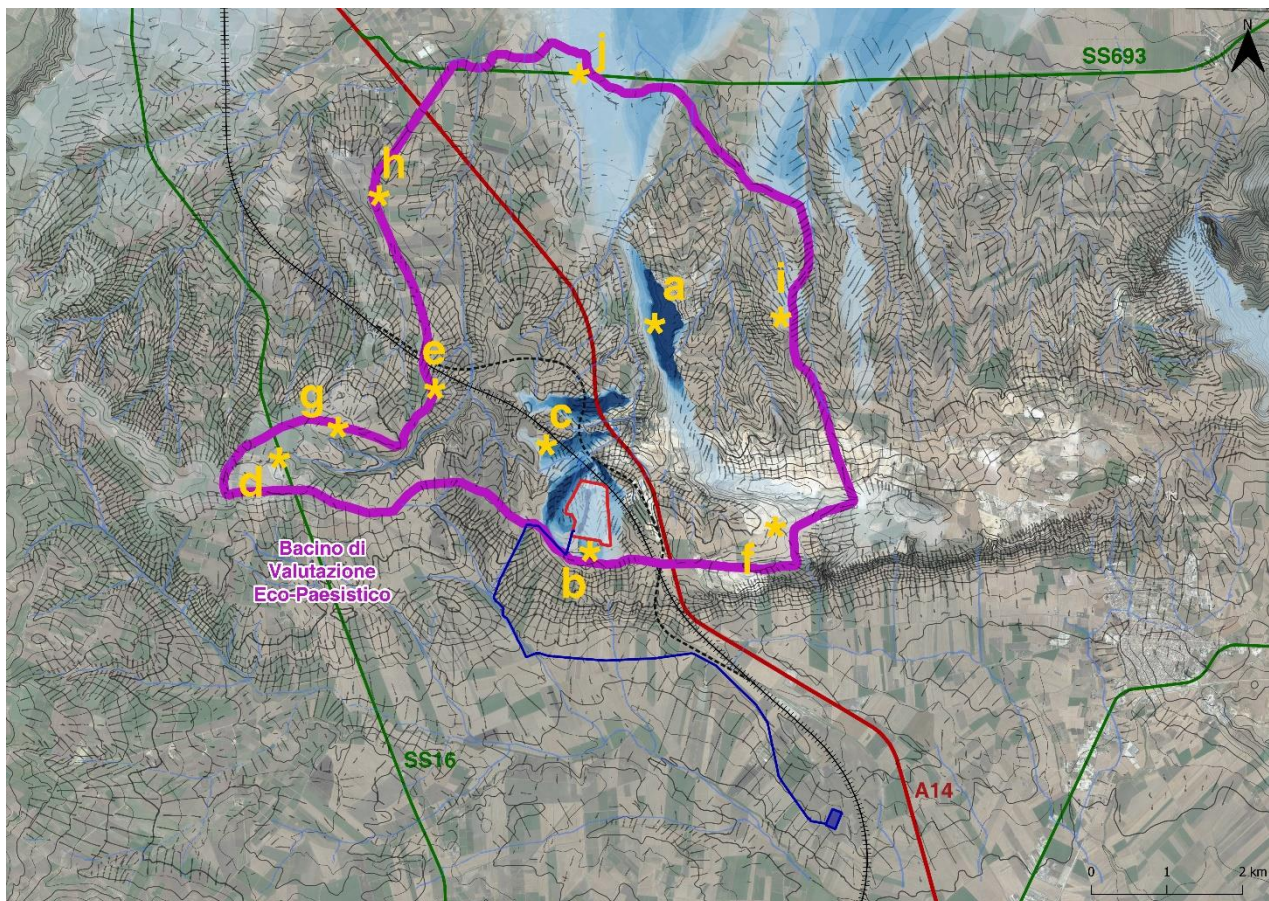 N
SS693
j
h
a
i
e
c
g
d
f
b
Bacino di
Valutazione
Eco-Paesistico
SS16
A14
0 1 2 km